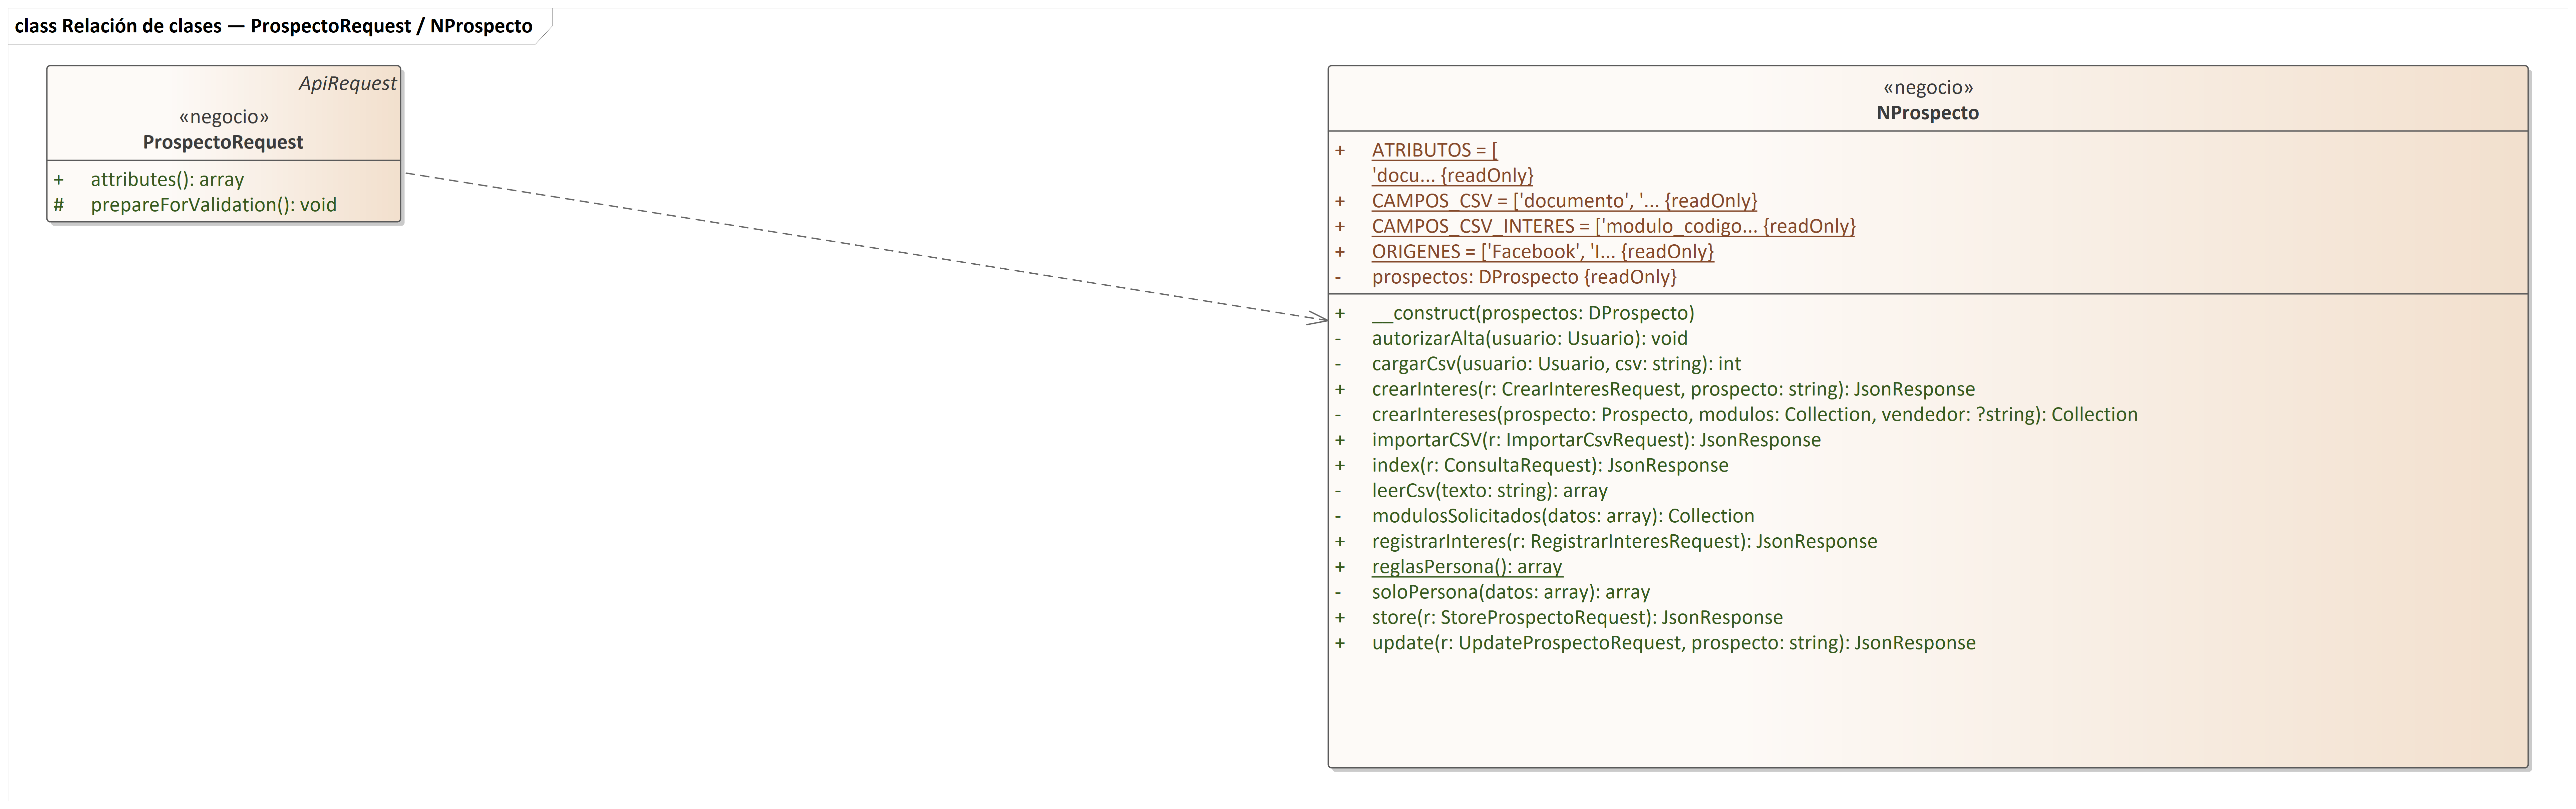 class Relación de clases — ProspectoRequest / NProspecto
ApiRequest
«negocio»
ProspectoRequest
+ attributes(): array
# prepareForValidation(): void
«negocio»
NProspecto
+ ATRIBUTOS = [
'docu... {readOnly}
+ CAMPOS_CSV = ['documento', '... {readOnly}
+ CAMPOS_CSV_INTERES = ['modulo_codigo... {readOnly}
+ ORIGENES = ['Facebook', 'I... {readOnly}
- prospectos: DProspecto {readOnly}
+ __construct(prospectos: DProspecto)
- autorizarAlta(usuario: Usuario): void
- cargarCsv(usuario: Usuario, csv: string): int
+ crearInteres(r: CrearInteresRequest, prospecto: string): JsonResponse
- crearIntereses(prospecto: Prospecto, modulos: Collection, vendedor: ?string): Collection
+ importarCSV(r: ImportarCsvRequest): JsonResponse
+ index(r: ConsultaRequest): JsonResponse
- leerCsv(texto: string): array
- modulosSolicitados(datos: array): Collection
+ registrarInteres(r: RegistrarInteresRequest): JsonResponse
+ reglasPersona(): array
- soloPersona(datos: array): array
+ store(r: StoreProspectoRequest): JsonResponse
+ update(r: UpdateProspectoRequest, prospecto: string): JsonResponse